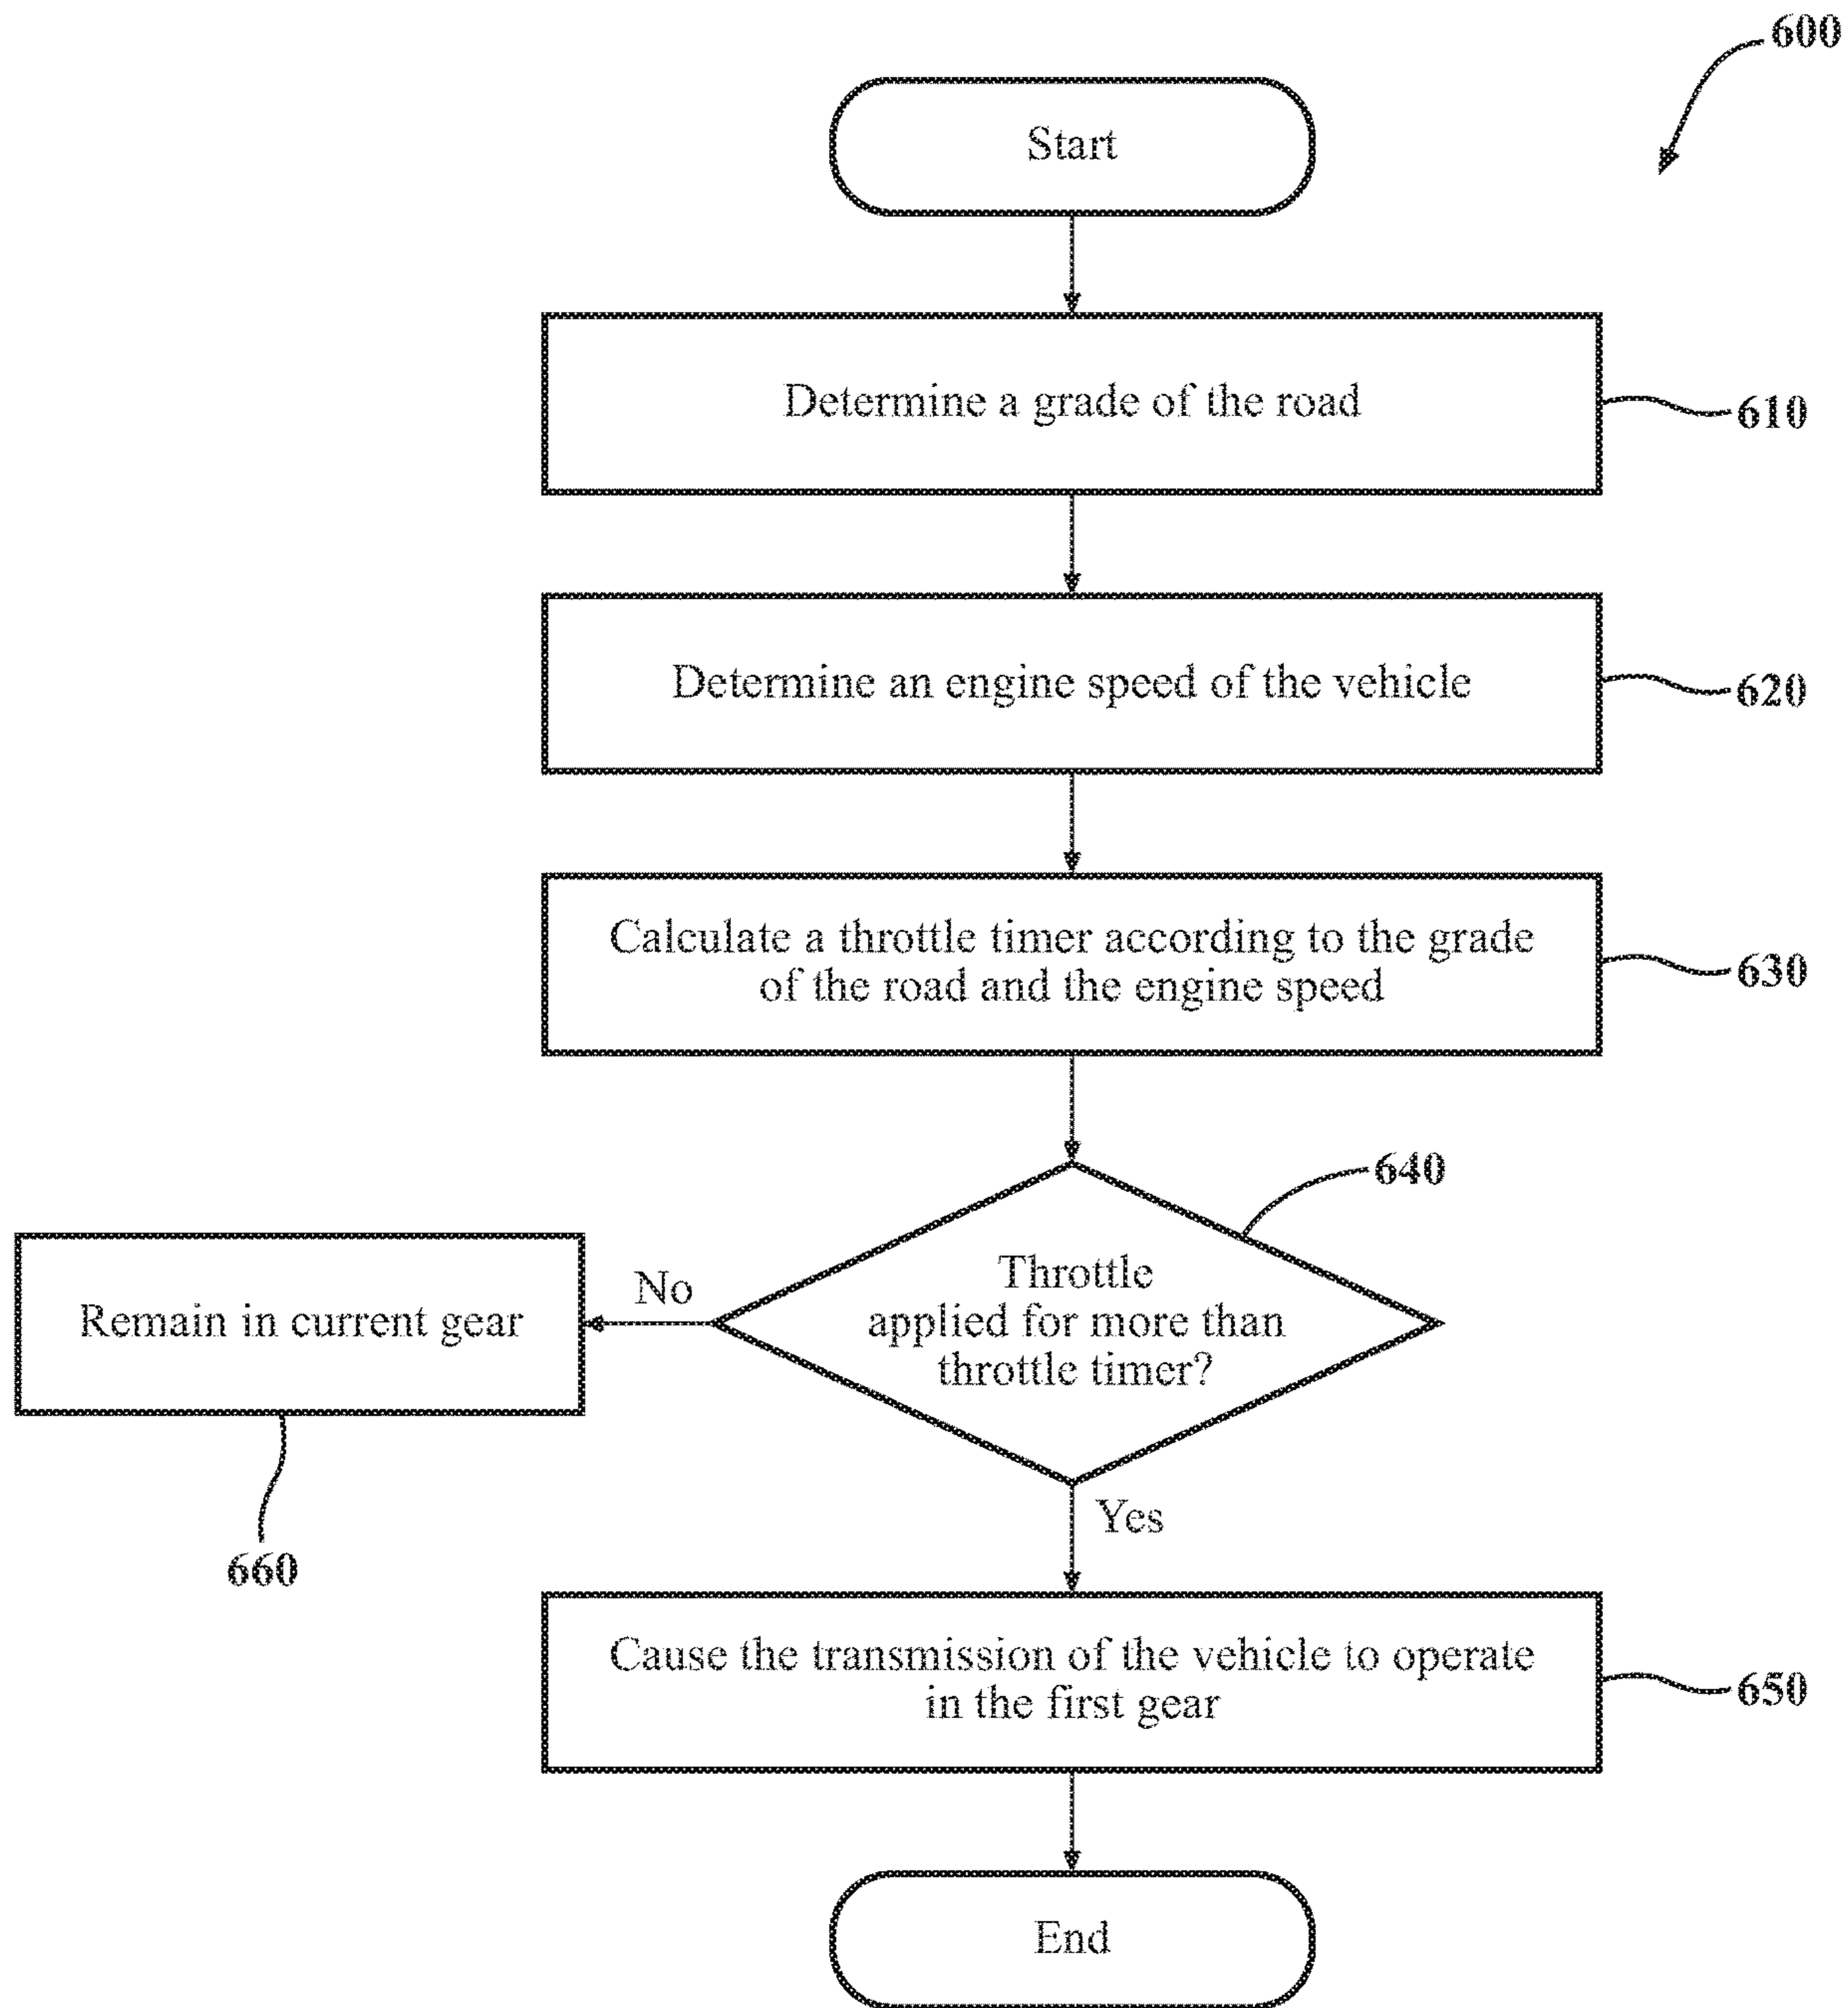 600
Start
Determine a grade of the road
610
Determine an engine speed of the vehicle
620
Calculate a throttle timer according to the grade
of the road and the engine speed
630
640
Throttle
applied for more than
throttle timer?
No
Remain in current gear
660
Yes
Cause the transmission of the vehicle to operate
in the first gear
650
End